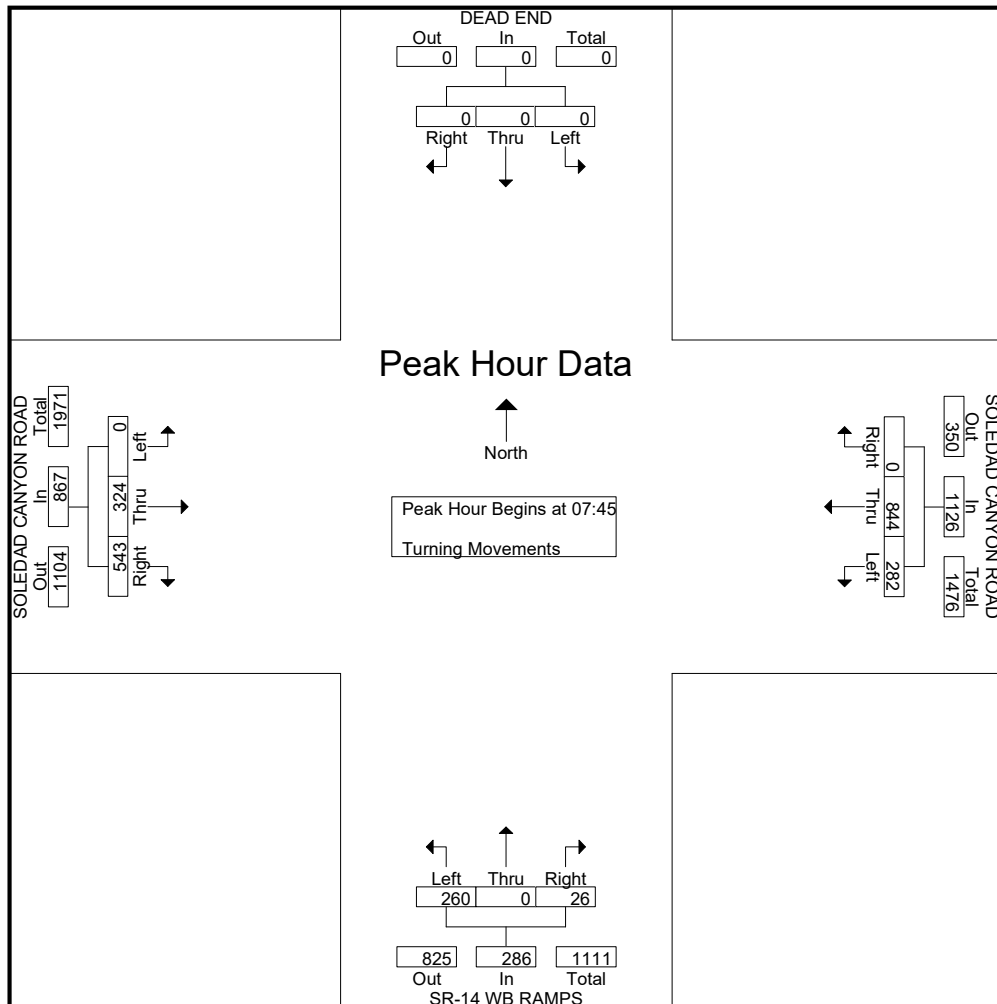 DEAD END
Out In Total
0 0 0
0 0 0
Right Thru Left
Peak Hour Data
North
Peak Hour Begins at 07:45
Turning Movements
SOLEDAD CANYON ROAD
Total In Out
1971 867 1104
0 324 543
Left Thru Right
SOLEDAD CANYON ROAD
Out In Total
350 1126 1476
0 844 282
Right Thru Left
Left Thru Right
260 0 26
825 286 1111
Out In Total
SR-14 WB RAMPS